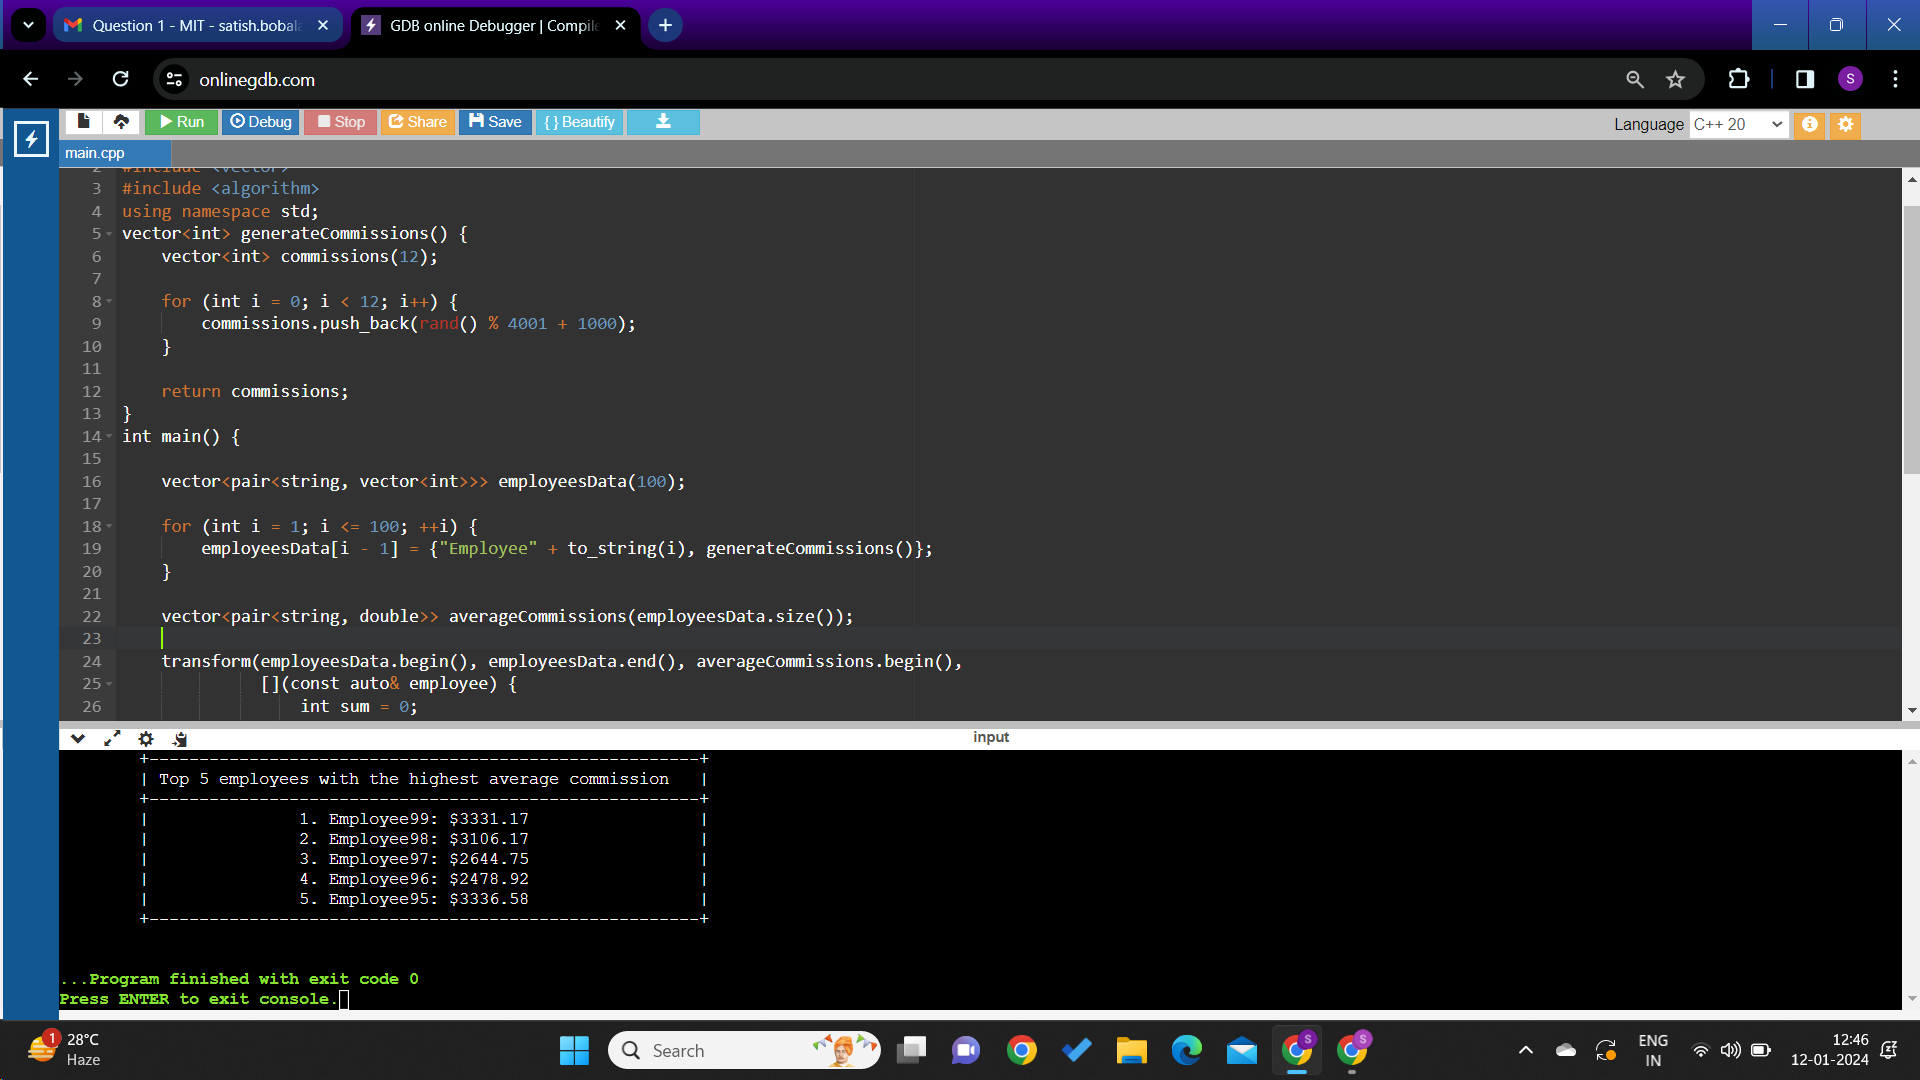 Question 1 - MIT - satish.bobala
GDB online Debugger | Compile
onlinegdb.com
S
Run
Debug
Stop
Share
Save
{ } Beautify
Language C++ 20
main.cpp
2 #include <vector>
3 #include <algorithm>
4 using namespace std;
5 vector<int> generateCommissions() {
6 vector<int> commissions(12);
7
8 for (int i = 0; i < 12; i++) {
9 commissions.push_back(rand() % 4001 + 1000);
10 }
11
12 return commissions;
13 }
14 int main() {
15
16 vector<pair<string, vector<int>>> employeesData(100);
17
18 for (int i = 1; i <= 100; ++i) {
19 employeesData[i - 1] = {"Employee" + to_string(i), generateCommissions()};
20 }
21
22 vector<pair<string, double>> averageCommissions(employeesData.size());
23
24 transform(employeesData.begin(), employeesData.end(), averageCommissions.begin(),
25 [](const auto& employee) {
26 int sum = 0;
input
+-------------------------------------------------------+
| Top 5 employees with the highest average commission |
+-------------------------------------------------------+
| 1. Employee99: $3331.17 |
| 2. Employee98: $3106.17 |
| 3. Employee97: $2644.75 |
| 4. Employee96: $2478.92 |
| 5. Employee95: $3336.58 |
+-------------------------------------------------------+
...Program finished with exit code 0
Press ENTER to exit console.
1
28°C
Haze
Search
S
S
ENG
IN
12:46
12-01-2024